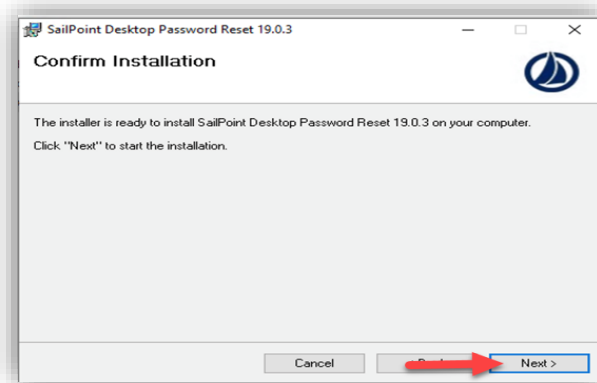 SailPoint Desktop Password Reset 19.0.3
Confirm Installation
The installer is ready to install SailPoint Desktop Password Reset 19.0.3 on your computer.
Click "Next" to start the installation.
Cancel
Next >